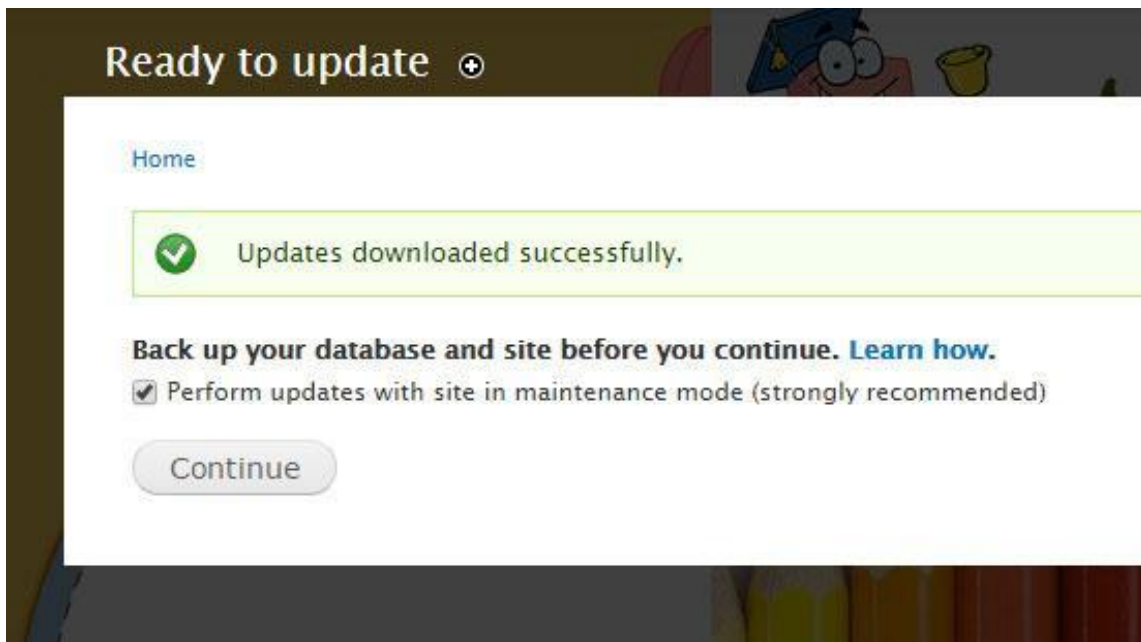 Ready to update
Home
Updates downloaded successfully.
Back up your database and site before you continue. Learn how.
Perform updates with site in maintenance mode (strongly recommended)
Continue